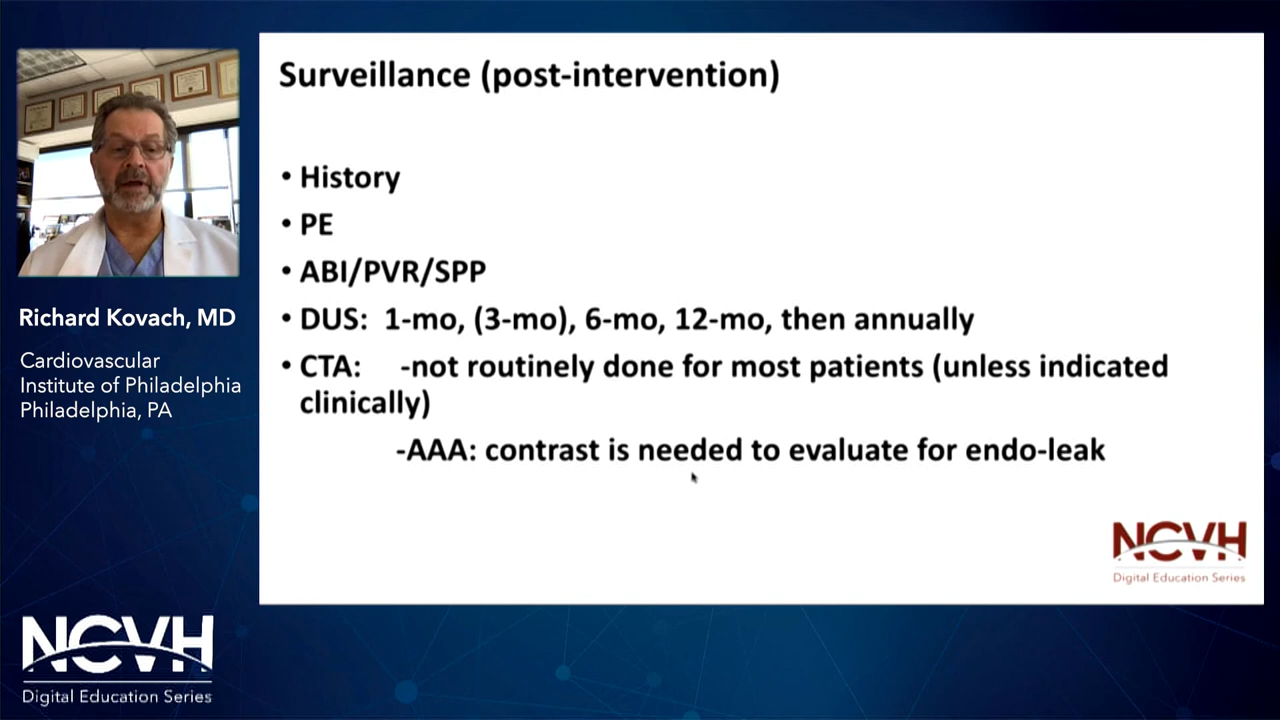 Surveillance (post-intervention)
• History
• PE
• ABI/PVR/SPP
• DUS: 1-mo, (3-mo), 6-mo, 12-mo, then annually
• CTA: -not routinely done for most patients (unless indicated
clinically)
-AAA: contrast is needed to evaluate for endo-leak
NCVH
Digital Education Series
Richard Kovach, MD
Cardiovascular
Institute of Philadelphia
Philadelphia, PA
NCVH
Digital Education Series